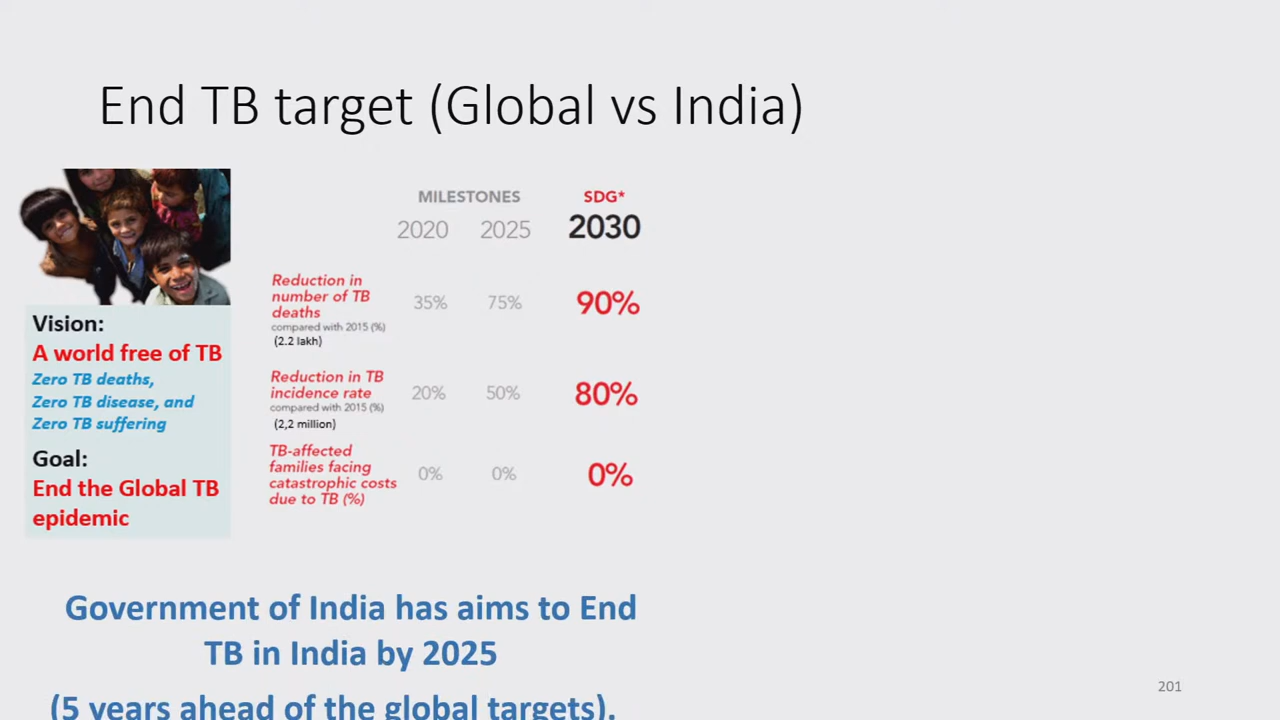 End TB target (Global vs India)
MILESTONES SDG*
2020 2025 2030
Reduction in
number of TB
deaths
compared with 2015 (%)
(2.2 lakh)
35% 75% 90%
Reduction in TB
incidence rate
compared with 2015 (%)
(2,2 million)
20% 50% 80%
TB-affected
families facing
catastrophic costs
due to TB (%)
0% 0% 0%
Vision:
A world free of TB
Zero TB deaths,
Zero TB disease, and
Zero TB suffering
Goal:
End the Global TB
epidemic
Government of India has aims to End
TB in India by 2025
(5 years ahead of the global targets).
201